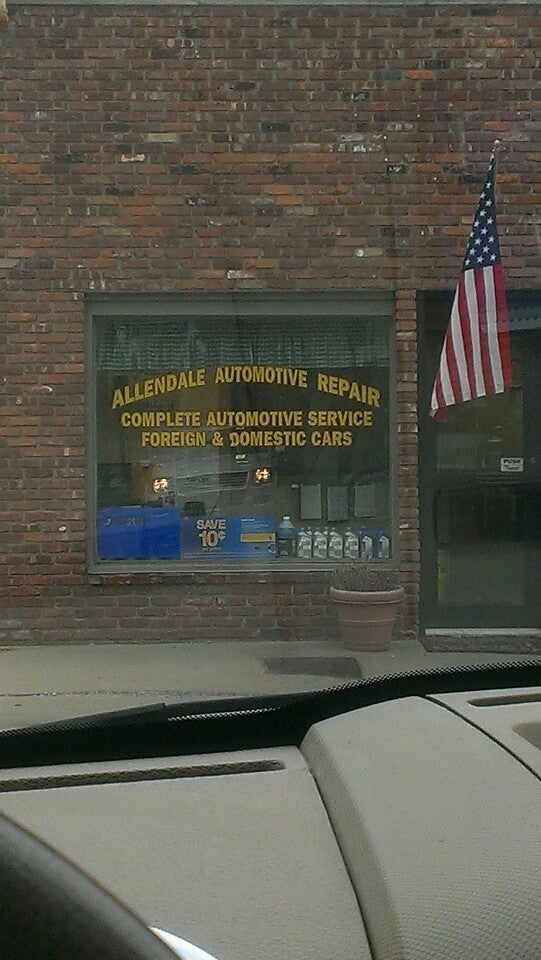 ALLENDALE AUTOMOTIVE REPAIR
COMPLETE AUTOMOTIVE SERVICE
FOREIGN & DOMESTIC CARS
SAVE
10¢
PUSH